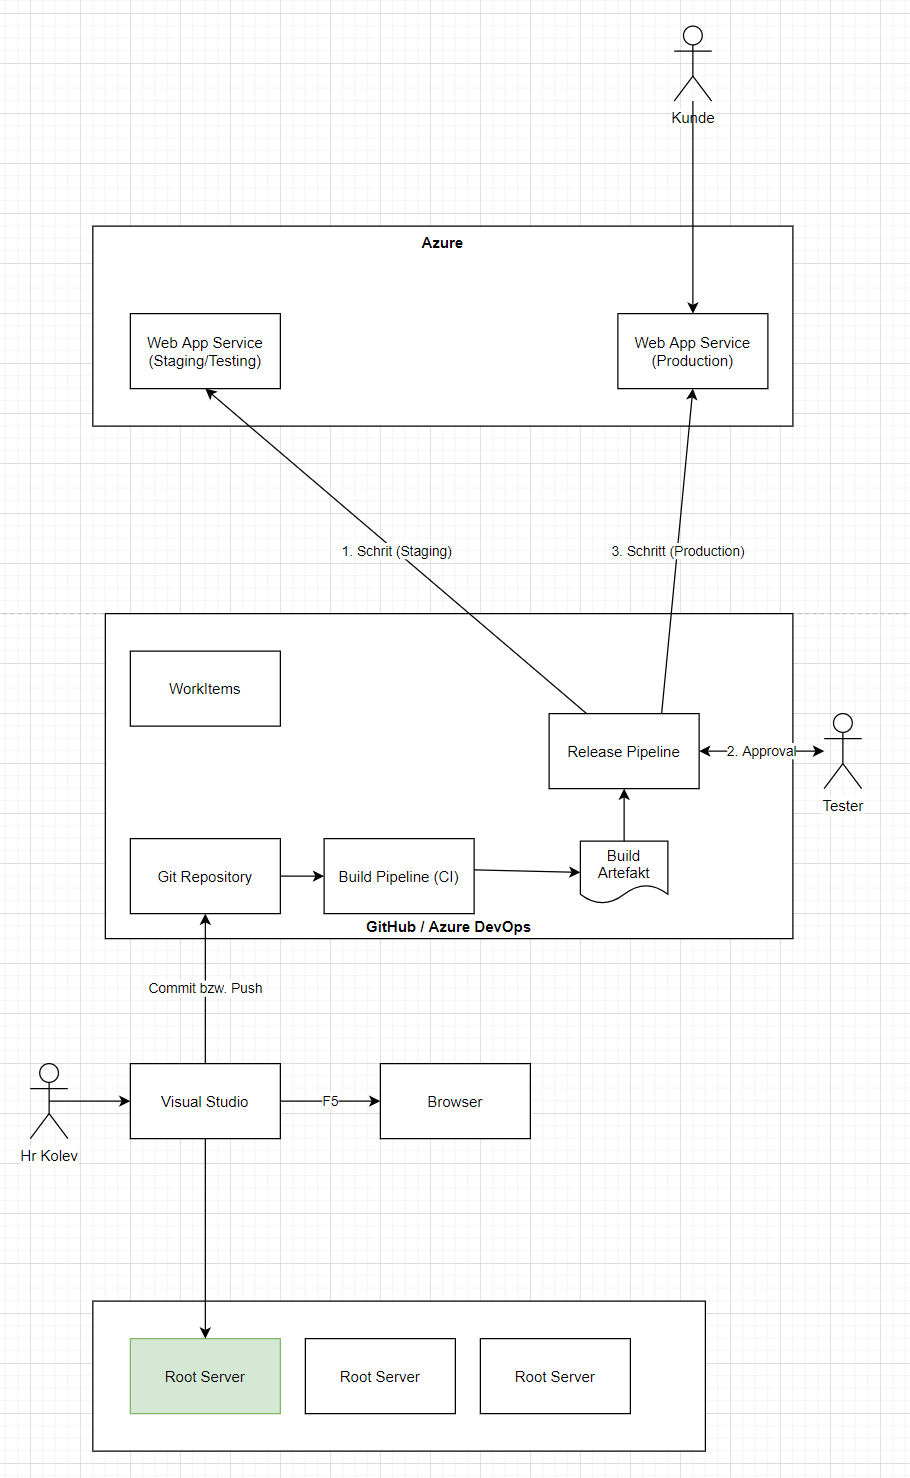 Kunde
Azure
Web App Service
(Staging/Testing)
Web App Service
(Production)
1. Schrit (Staging)
3. Schritt (Production)
WorkItems
Release Pipeline
2. Approval
Tester
Git Repository
Build Pipeline (CI)
Build
Artefakt
GitHub / Azure DevOps
Commit bzw. Push
Visual Studio
F5
Browser
Hr Kolev
Root Server
Root Server
Root Server